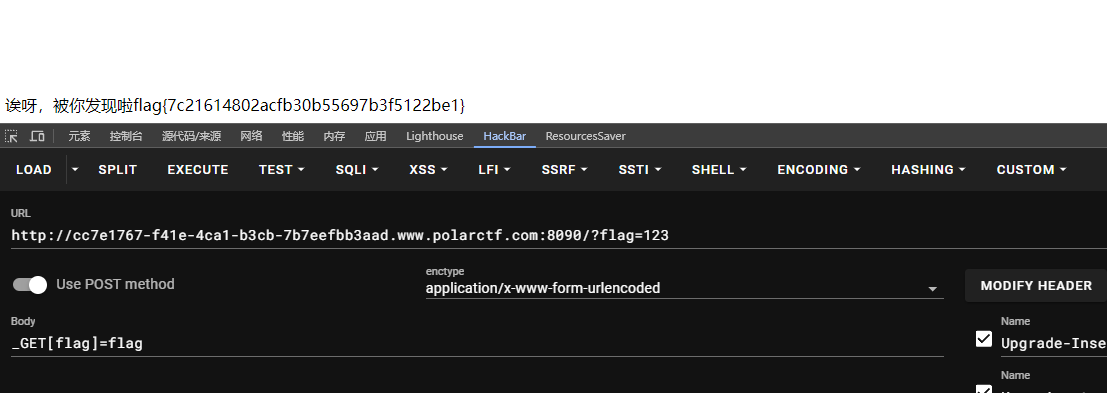 诶呀，被你发现啦flag{7c21614802acfb30b55697b3f5122be1}
元素 控制台 源代码/来源 网络 性能 内存 应用 Lighthouse HackBar ResourcesSaver
LOAD SPLIT EXECUTE TEST SQLI XSS LFI SSRF SSTI SHELL ENCODING HASHING CUSTOM
URL
http://cc7e1767-f41e-4ca1-b3cb-7b7eefbb3aad.www.polarctf.com:8090/?flag=123
Use POST method
enctype
application/x-www-form-urlencoded
MODIFY HEADER
Body
_GET[flag]=flag
Name
Upgrade-Inse
Name